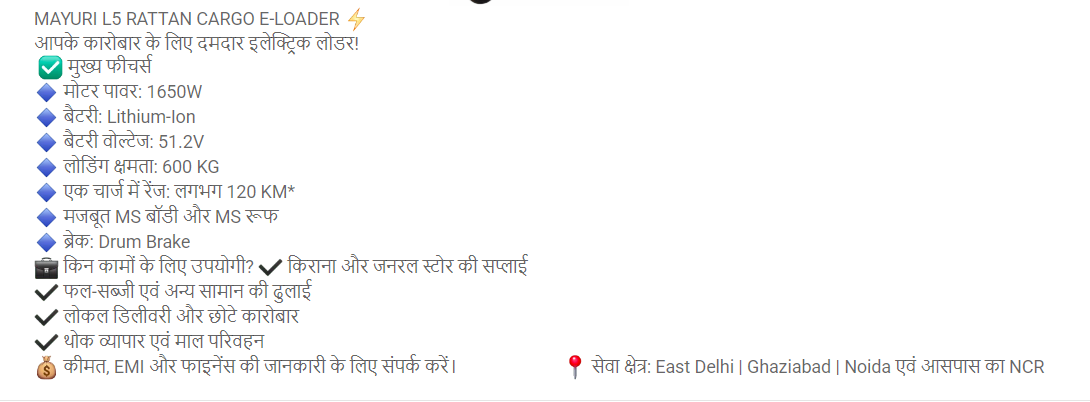 MAYURI L5 RATTAN CARGO E-LOADER ⚡
आपके कारोबार के लिए दमदार इलेक्ट्रिक लोडर!
✅ मुख्य फीचर्स
🔷 मोटर पावर: 1650W
🔷 बैटरी: Lithium-Ion
🔷 बैटरी वोल्टेज: 51.2V
🔷 लोडिंग क्षमता: 600 KG
🔷 एक चार्ज में रेंज: लगभग 120 KM*
🔷 मजबूत MS बॉडी और MS रूफ
🔷 ब्रेक: Drum Brake
💼 किन कामों के लिए उपयोगी? ✔ किराना और जनरल स्टोर की सप्लाई
✔ फल-सब्जी एवं अन्य सामान की ढुलाई
✔ लोकल डिलीवरी और छोटे कारोबार
✔ थोक व्यापार एवं माल परिवहन
💰 कीमत, EMI और फाइनेंस की जानकारी के लिए संपर्क करें। 📍 सेवा क्षेत्र: East Delhi | Ghaziabad | Noida एवं आसपास का NCR